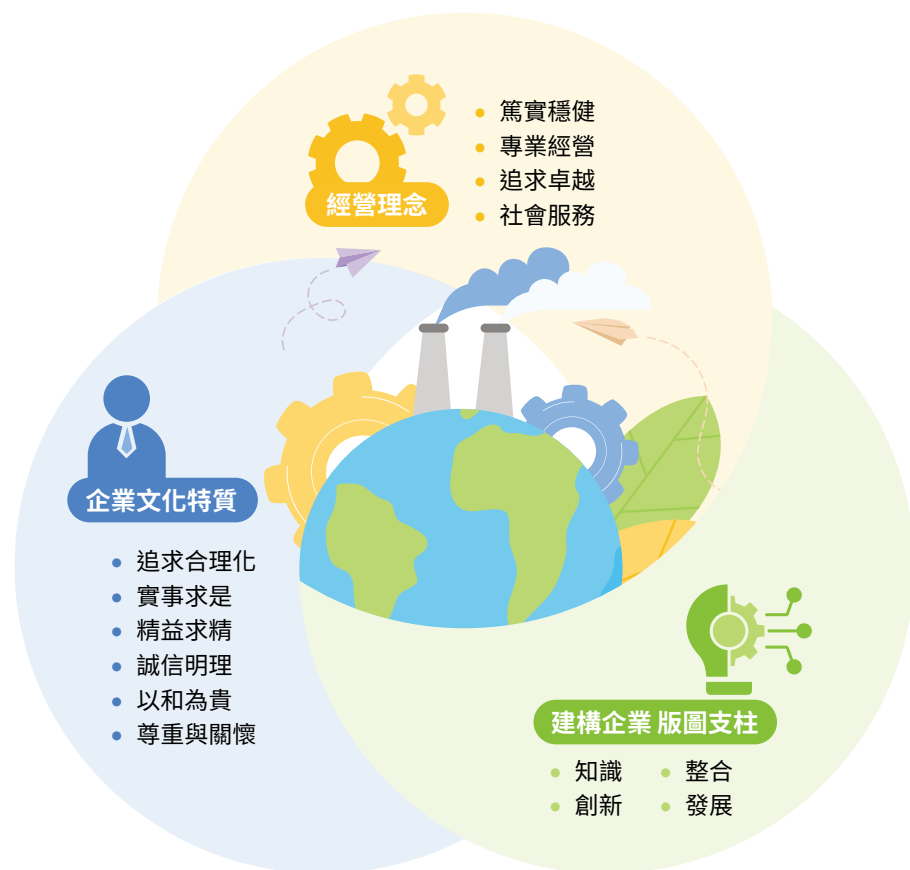 經營理念
篤實穩健
專業經營
追求卓越
社會服務
企業文化特質
追求合理化
實事求是
精益求精
誠信明理
以和為貴
尊重與關懷
建構企業 版圖支柱
知識
整合
創新
發展